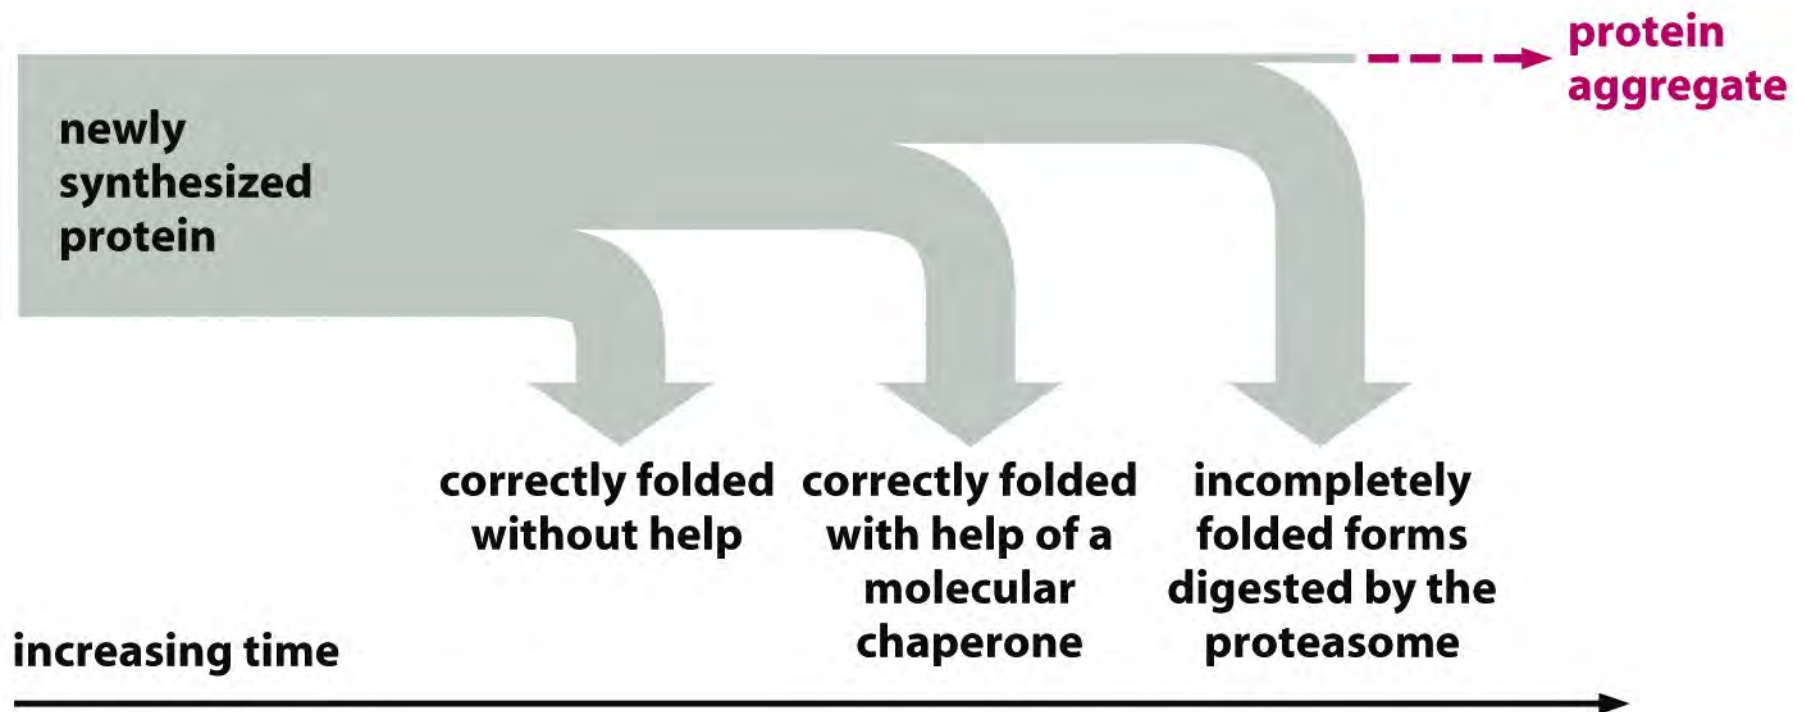 protein
aggregate
newly
synthesized
protein
correctly folded
without help
correctly folded
with help of a
molecular
chaperone
incompletely
folded forms
digested by the
proteasome
increasing time